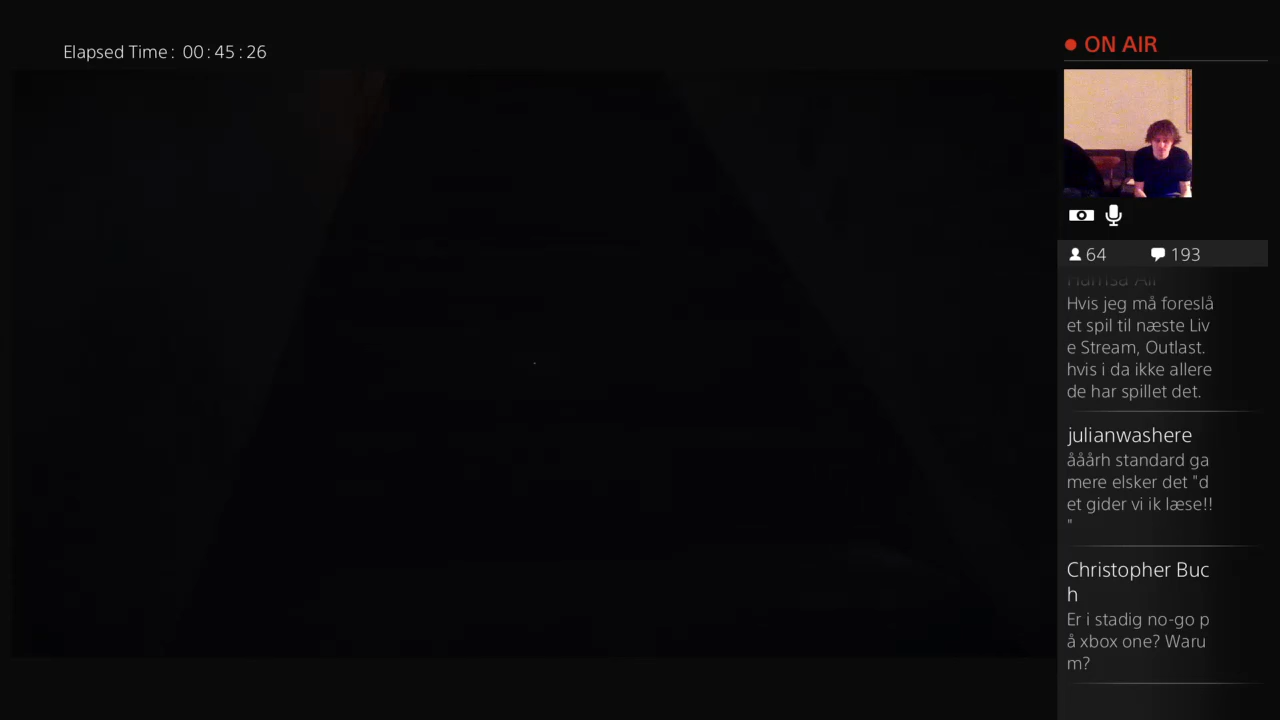 Elapsed Time: 00:45:26
ON AIR
64
193
Hamsa Ali
Hvis jeg må foreslå
et spil til næste Liv
e Stream, Outlast.
hvis i da ikke allere
de har spillet det.
julianwashere
åååårh standard ga
mere elsker det "d
et gider vi ik læse!!
"
Christopher Buc
h
Er i stadig no-go p
å xbox one? Waru
m?